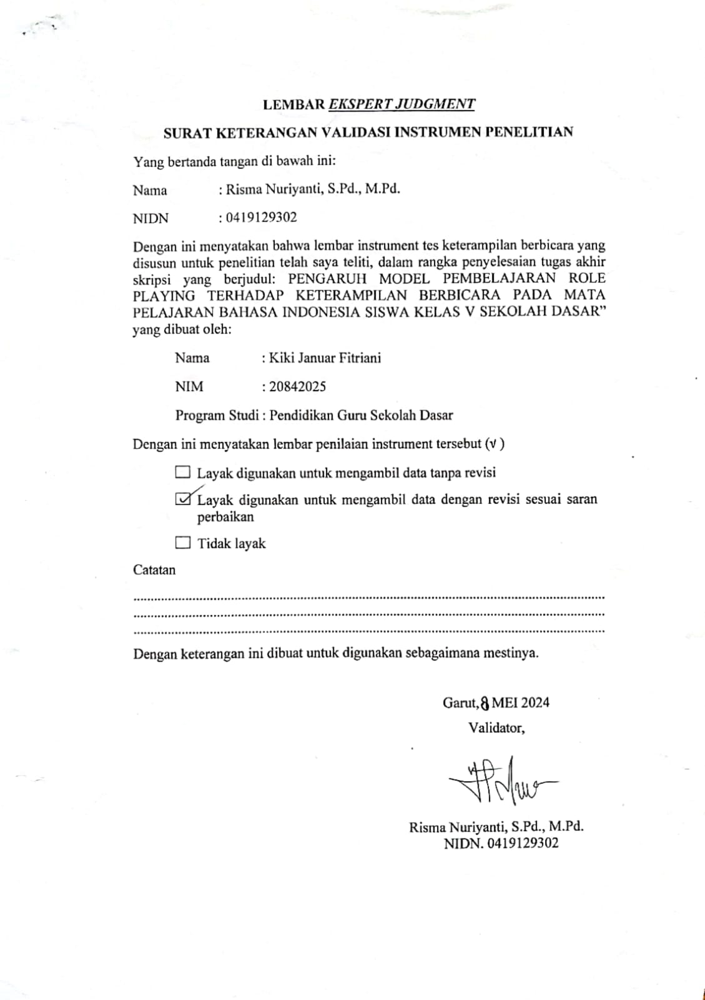 LEMBAR EKSPERT JUDGMENT
SURAT KETERANGAN VALIDASI INSTRUMEN PENELITIAN
Yang bertanda tangan di bawah ini:
Nama : Risma Nuriyanti, S.Pd., M.Pd.
NIDN : 0419129302
Dengan ini menyatakan bahwa lembar instrument tes keterampilan berbicara yang
disusun untuk penelitian telah saya teliti, dalam rangka penyelesaian tugas akhir
skripsi yang berjudul: PENGARUH MODEL PEMBELAJARAN ROLE
PLAYING TERHADAP KETERAMPILAN BERBICARA PADA MATA
PELAJARAN BAHASA INDONESIA SISWA KELAS V SEKOLAH DASAR”
yang dibuat oleh:
Nama : Kiki Januar Fitriani
NIM : 20842025
Program Studi : Pendidikan Guru Sekolah Dasar
Dengan ini menyatakan lembar penilaian instrument tersebut (√ )
☐ Layak digunakan untuk mengambil data tanpa revisi
☑ Layak digunakan untuk mengambil data dengan revisi sesuai saran
perbaikan
☐ Tidak layak
Catatan
Dengan keterangan ini dibuat untuk digunakan sebagaimana mestinya.
Garut, 8 MEI 2024
Validator,
Risma Nuriyanti, S.Pd., M.Pd.
NIDN. 0419129302